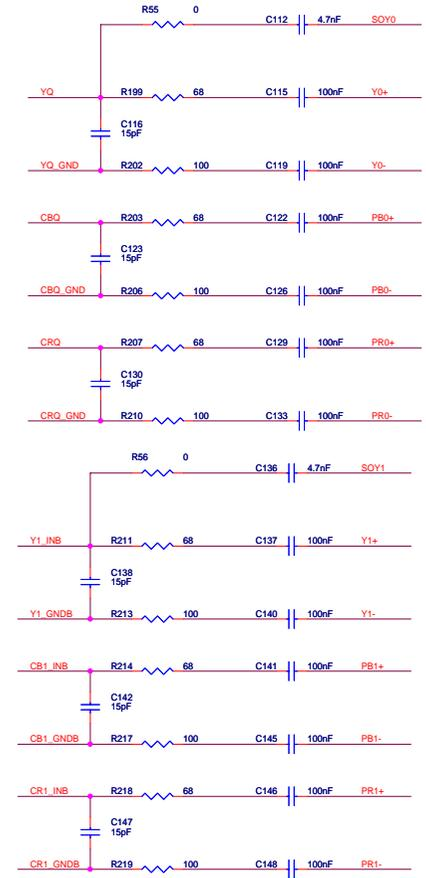 R55 0
C112 4.7nF SOY0
YQ R199 68 C115 100nF Y0+
C116
15pF
YQ_GND R202 100 C119 100nF Y0-
CBQ R203 68 C122 100nF PB0+
C123
15pF
CBQ_GND R206 100 C126 100nF PB0-
CRQ R207 68 C129 100nF PR0+
C130
15pF
CRQ_GND R210 100 C133 100nF PR0-
R56 0
C136 4.7nF SOY1
Y1_INB R211 68 C137 100nF Y1+
C138
15pF
Y1_GNDB R213 100 C140 100nF Y1-
CB1_INB R214 68 C141 100nF PB1+
C142
15pF
CB1_GNDB R217 100 C145 100nF PB1-
CR1_INB R218 68 C146 100nF PR1+
C147
15pF
CR1_GNDB R219 100 C148 100nF PR1-